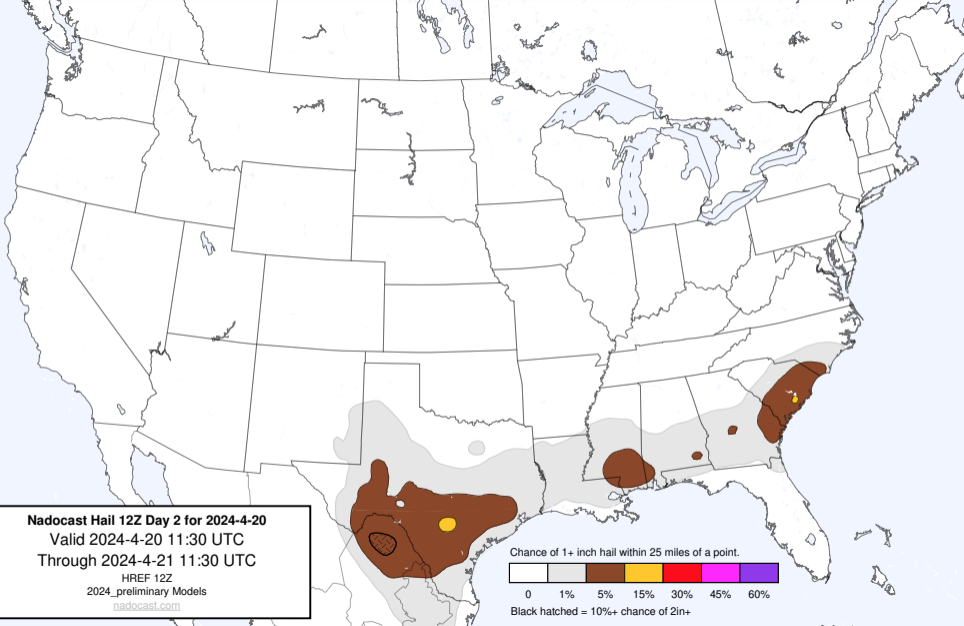 Nadocast Hail 12Z Day 2 for 2024-4-20
Valid 2024-4-20 11:30 UTC
Through 2024-4-21 11:30 UTC
HREF 12Z
2024_preliminary Models
nadocast.com
Chance of 1+ inch hail within 25 miles of a point.
0 1% 5% 15% 30% 45% 60%
Black hatched = 10%+ chance of 2in+